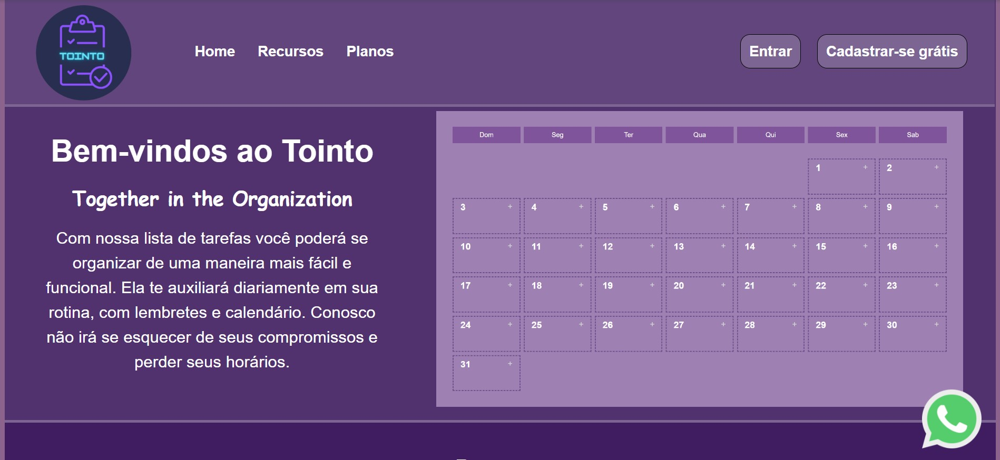 TOINTO
Home Recursos Planos
Entrar Cadastrar-se grátis
Bem-vindos ao Tointo
Together in the Organization
Com nossa lista de tarefas você poderá se
organizar de uma maneira mais fácil e
funcional. Ela te auxiliará diariamente em sua
rotina, com lembretes e calendário. Conosco
não irá se esquecer de seus compromissos e
perder seus horários.
Dom Seg Ter Qua Qui Sex Sab
1 + 2 +
3 + 4 + 5 + 6 + 7 + 8 + 9 +
10 + 11 + 12 + 13 + 14 + 15 + 16 +
17 + 18 + 19 + 20 + 21 + 22 + 23 +
24 + 25 + 26 + 27 + 28 + 29 + 30 +
31 +